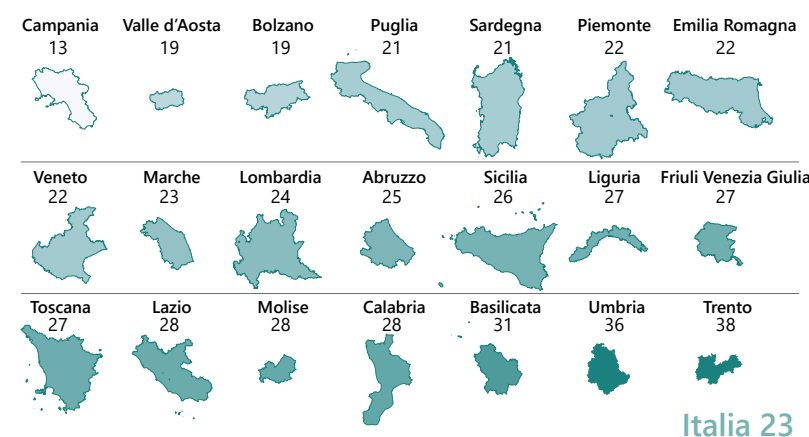 Campania Valle d’Aosta Bolzano Puglia Sardegna Piemonte Emilia Romagna
13 19 19 21 21 22 22
Veneto Marche Lombardia Abruzzo Sicilia Liguria Friuli Venezia Giulia
22 23 24 25 26 27 27
Toscana Lazio Molise Calabria Basilicata Umbria Trento
27 28 28 28 31 36 38
Italia 23